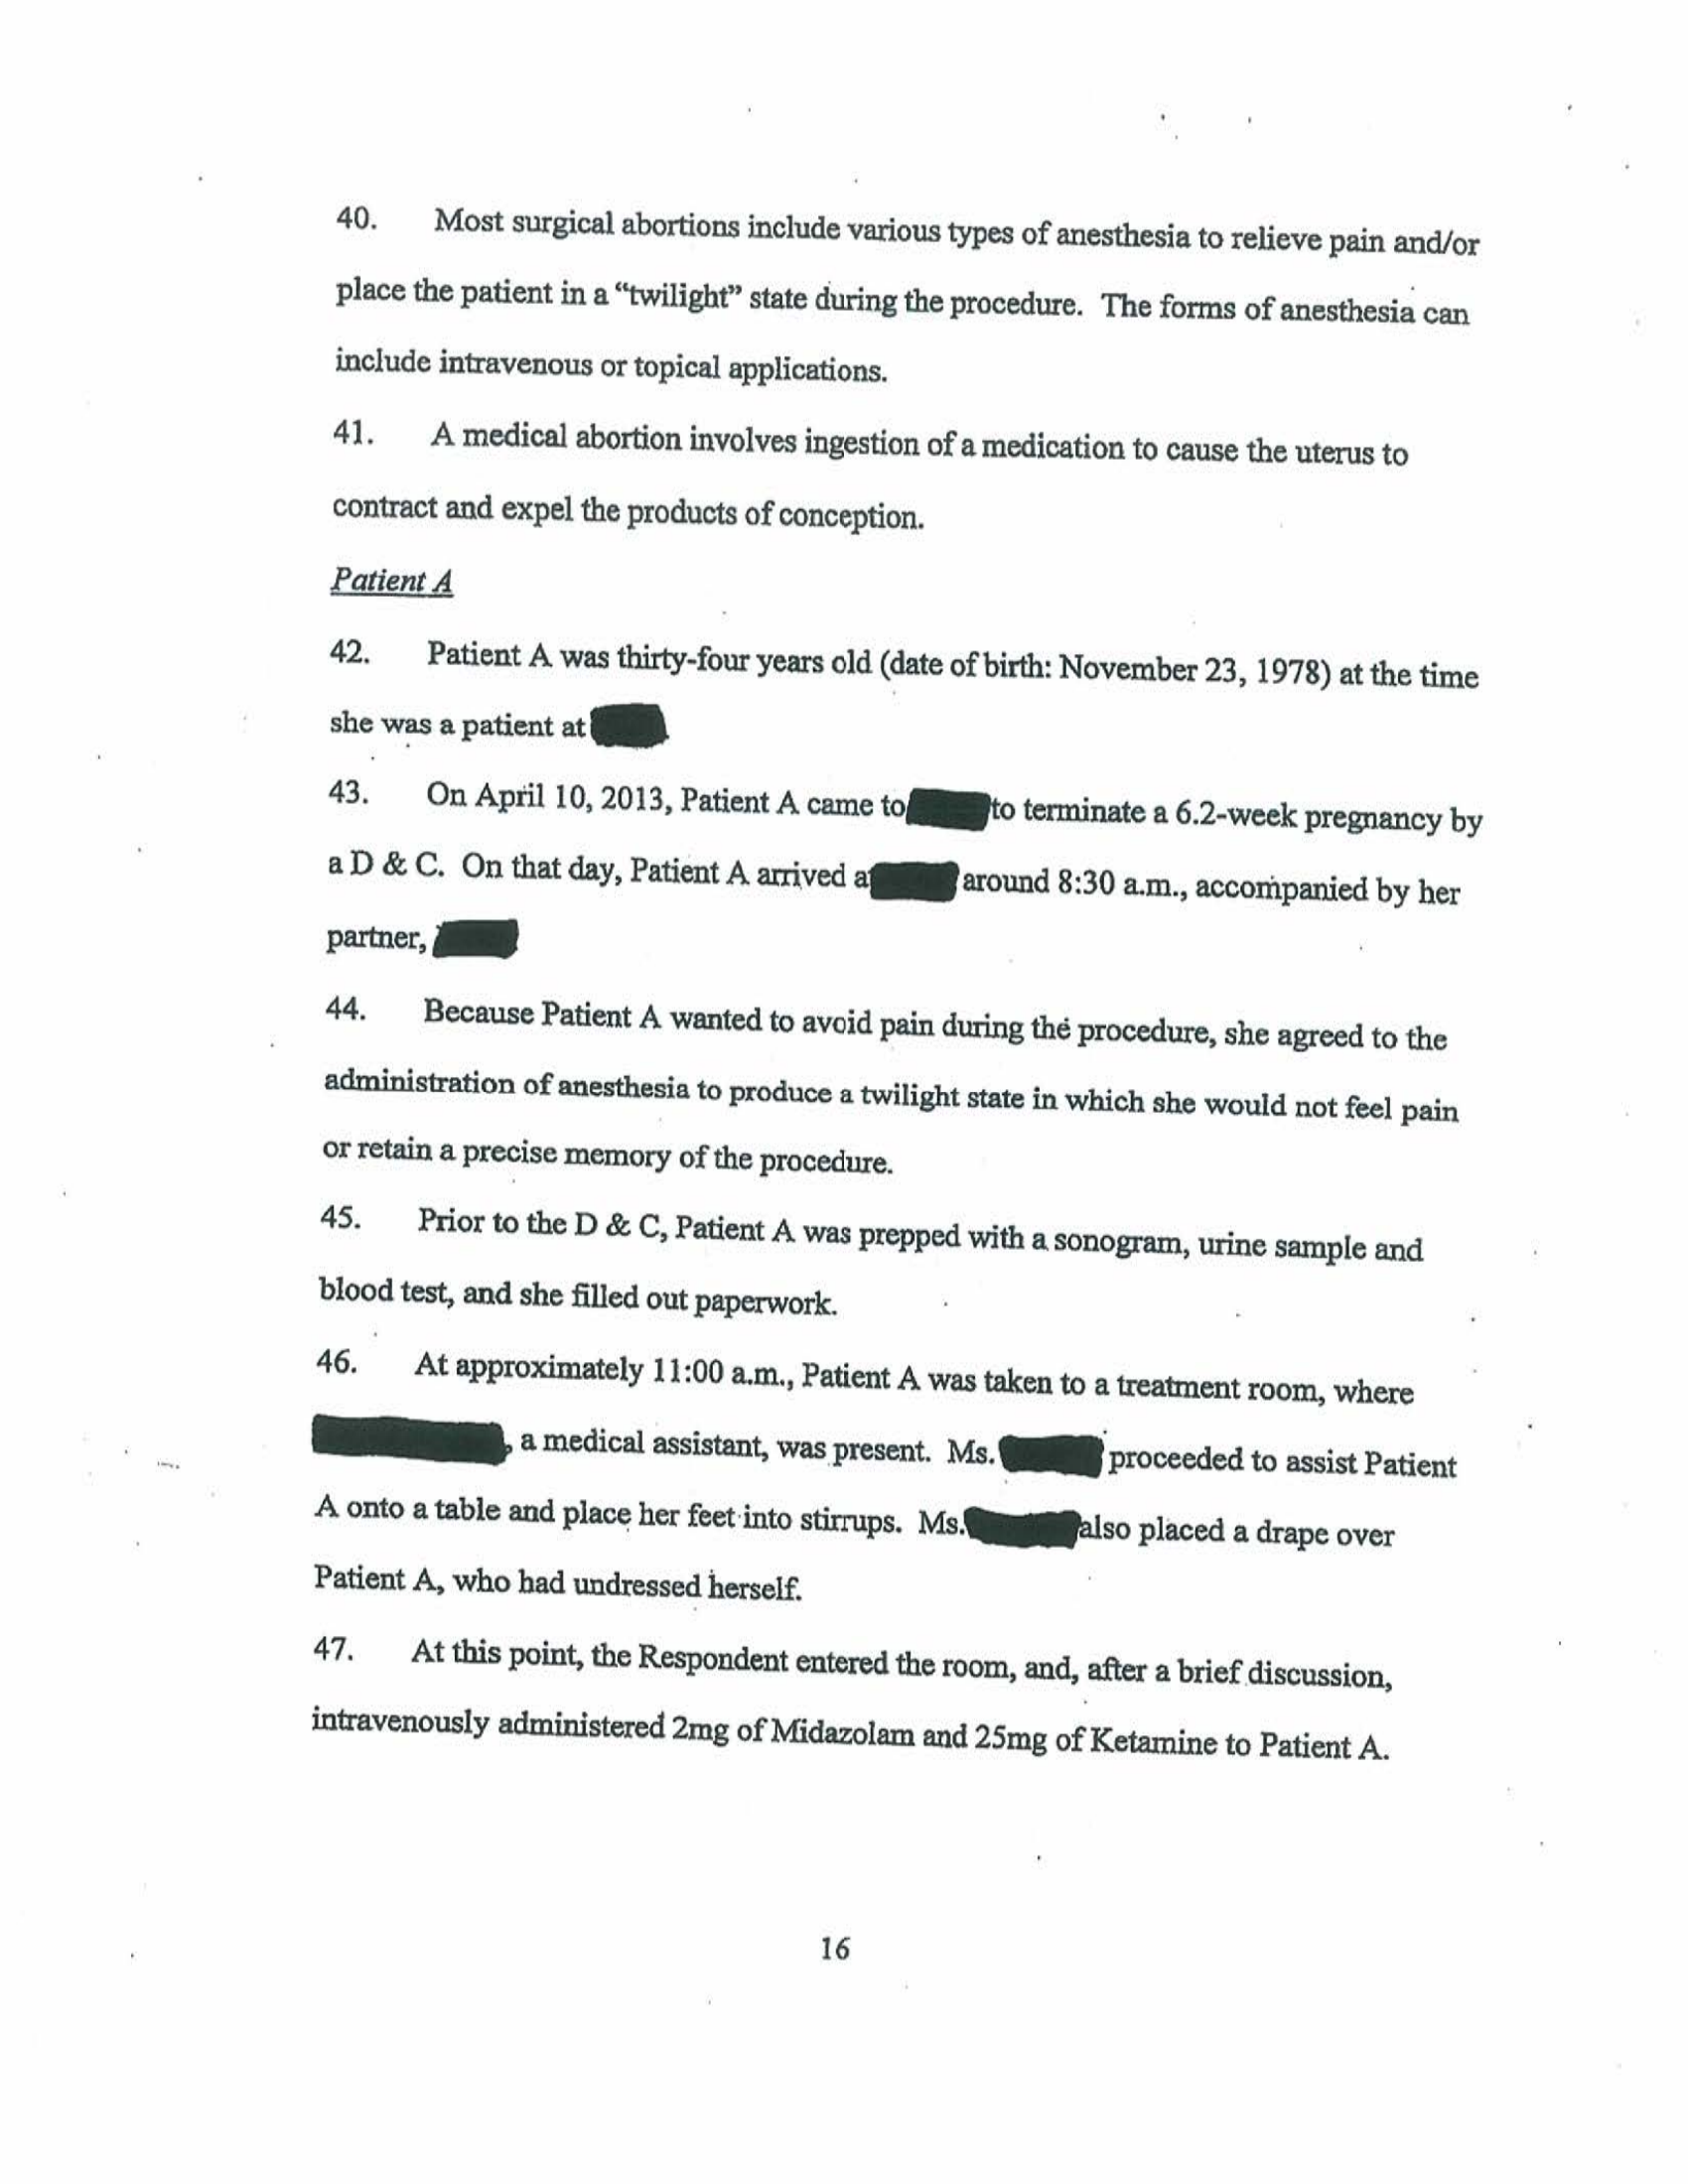 40. Most surgical abortions include various types of anesthesia to relieve pain and/or
place the patient in a “twilight” state during the procedure. The forms of anesthesia can
include intravenous or topical applications.
41. A medical abortion involves ingestion of a medication to cause the uterus to
contract and expel the products of conception.
Patient A
42. Patient A was thirty-four years old (date of birth: November 23, 1978) at the time
she was a patient at
43. On April 10, 2013, Patient A came to to terminate a 6.2-week pregnancy by
a D & C. On that day, Patient A arrived a around 8:30 a.m., accompanied by her
partner,
44. Because Patient A wanted to avoid pain during the procedure, she agreed to the
administration of anesthesia to produce a twilight state in which she would not feel pain
or retain a precise memory of the procedure.
45. Prior to the D & C, Patient A was prepped with a sonogram, urine sample and
blood test, and she filled out paperwork.
46. At approximately 11:00 a.m., Patient A was taken to a treatment room, where
, a medical assistant, was present. Ms. proceeded to assist Patient
A onto a table and place her feet into stirrups. Ms. also placed a drape over
Patient A, who had undressed herself.
47. At this point, the Respondent entered the room, and, after a brief discussion,
intravenously administered 2mg of Midazolam and 25mg of Ketamine to Patient A.
16